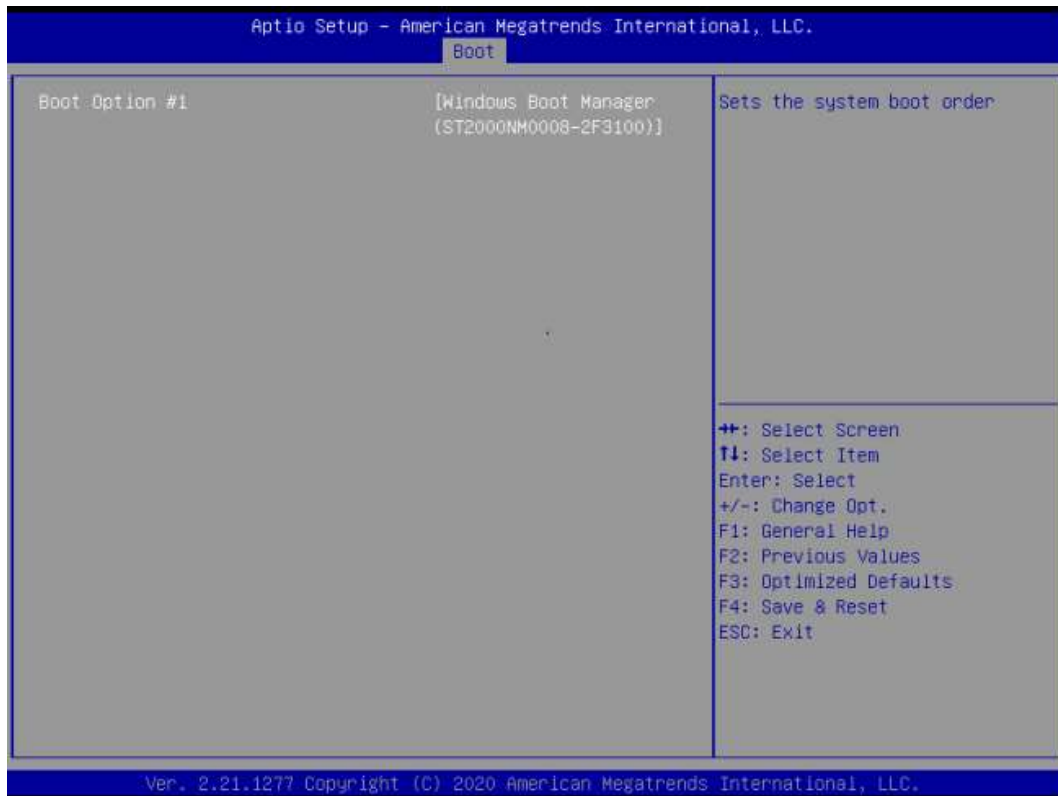 Aptio Setup – American Megatrends International, LLC.
Boot
Boot Option #1
[Windows Boot Manager
(ST2000NM0008-2F3100)]
Sets the system boot order
→←: Select Screen
↑↓: Select Item
Enter: Select
+/-: Change Opt.
F1: General Help
F2: Previous Values
F3: Optimized Defaults
F4: Save & Reset
ESC: Exit
Ver. 2.21.1277 Copyright (C) 2020 American Megatrends International, LLC.